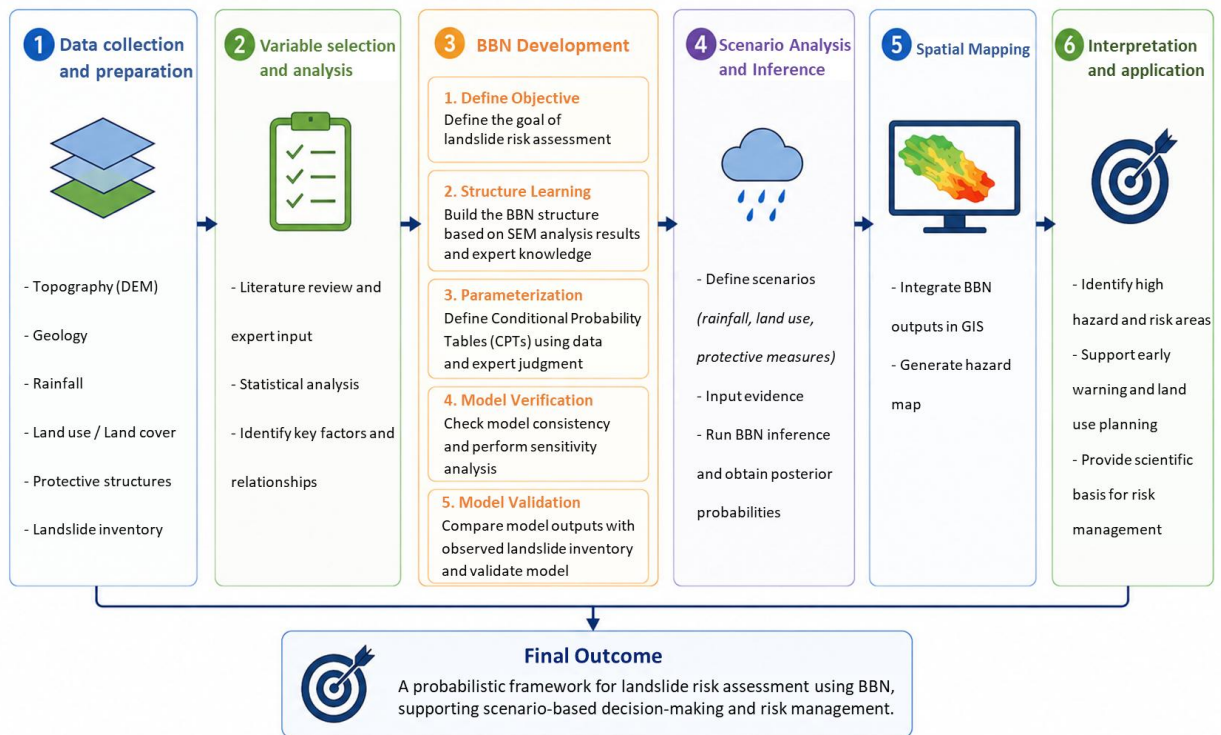 1 Data collection
and preparation
- Topography (DEM)
- Geology
- Rainfall
- Land use / Land cover
- Protective structures
- Landslide inventory
2 Variable selection
and analysis
- Literature review and
expert input
- Statistical analysis
- Identify key factors and
relationships
3 BBN Development
1. Define Objective
Define the goal of
landslide risk assessment
2. Structure Learning
Build the BBN structure
based on SEM analysis results
and expert knowledge
3. Parameterization
Define Conditional Probability
Tables (CPTs) using data
and expert judgment
4. Model Verification
Check model consistency
and perform sensitivity
analysis
5. Model Validation
Compare model outputs with
observed landslide inventory
and validate model
4 Scenario Analysis
and Inference
- Define scenarios
(rainfall, land use,
protective measures)
- Input evidence
- Run BBN inference
and obtain posterior
probabilities
5 Spatial Mapping
- Integrate BBN
outputs in GIS
- Generate hazard
map
6 Interpretation
and application
- Identify high
hazard and risk areas
- Support early
warning and land
use planning
- Provide scientific
basis for risk
management
Final Outcome
A probabilistic framework for landslide risk assessment using BBN,
supporting scenario-based decision-making and risk management.